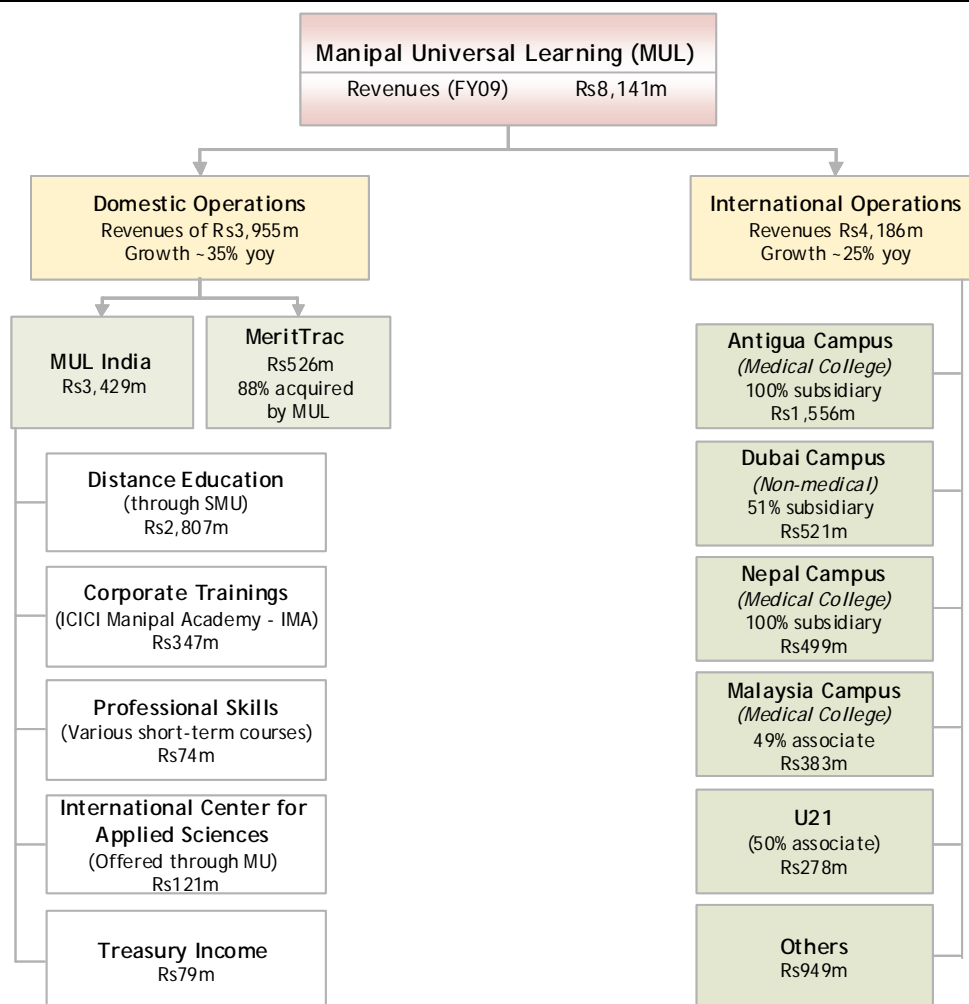 Manipal Universal Learning (MUL)
Revenues (FY09) Rs8,141m
Domestic Operations
Revenues of Rs3,955m
Growth ~35% yoy
International Operations
Revenues Rs4,186m
Growth ~25% yoy
MUL India
Rs3,429m
MeritTrac
Rs526m
88% acquired
by MUL
Distance Education
(through SMU)
Rs2,807m
Corporate Trainings
(ICICI Manipal Academy - IMA)
Rs347m
Professional Skills
(Various short-term courses)
Rs74m
International Center for
Applied Sciences
(Offered through MU)
Rs121m
Treasury Income
Rs79m
Antigua Campus
(Medical College)
100% subsidiary
Rs1,556m
Dubai Campus
(Non-medical)
51% subsidiary
Rs521m
Nepal Campus
(Medical College)
100% subsidiary
Rs499m
Malaysia Campus
(Medical College)
49% associate
Rs383m
U21
(50% associate)
Rs278m
Others
Rs949m